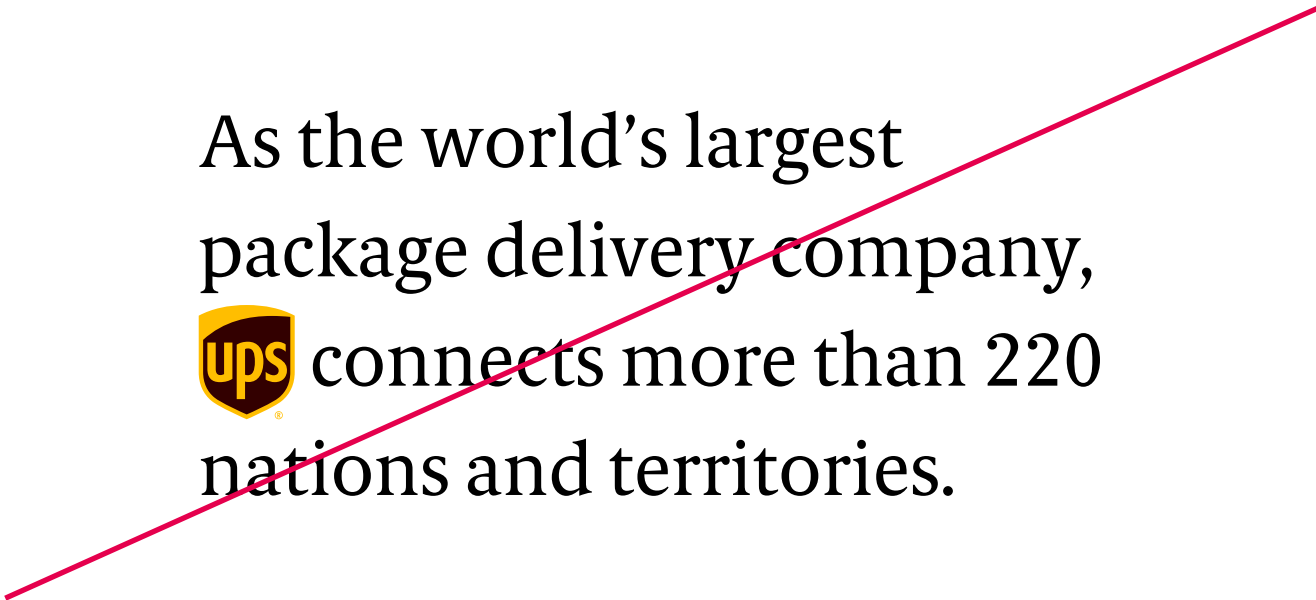 As the world’s largest
package delivery company,
ups® connects more than 220
nations and territories.